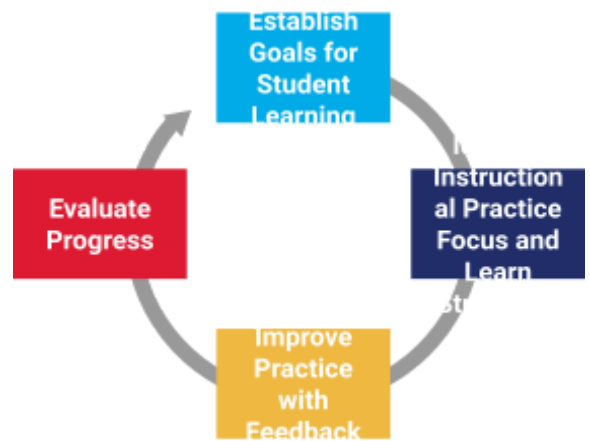 Establish
Goals for
Student
Learning
Instruction
al Practice
Focus and
Learn
Improve
Practice
with
Feedback
Evaluate
Progress